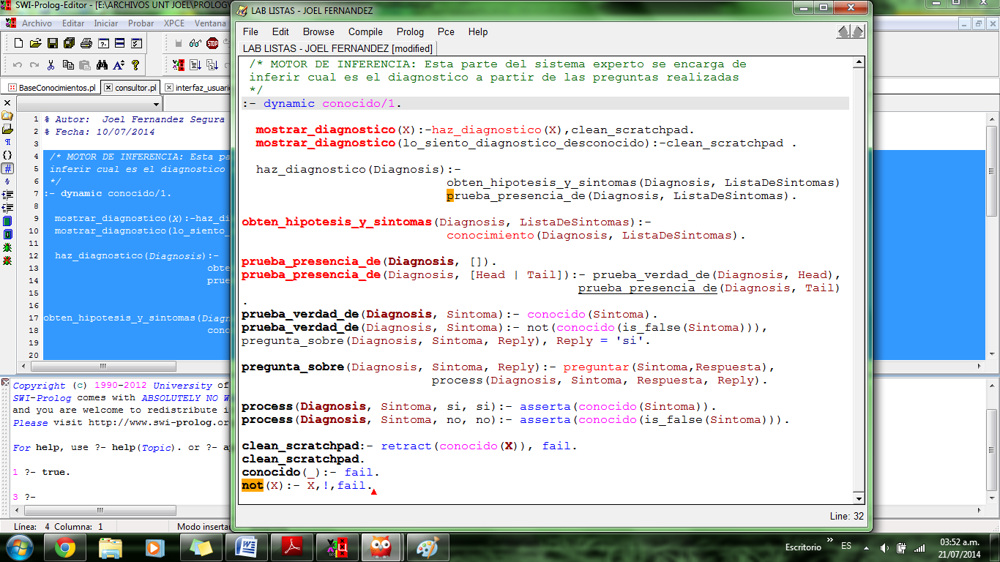 SWI-Prolog-Editor - [E:\ARCHIVOS UNT JOEL\PROLOG\
Archivo Editar Iniciar Probar XPCE Ventana
BaseConocimientos.pl consultor.pl interfaz_usuario
1 % Autor: Joel Fernandez Segura
2 % Fecha: 10/07/2014
3
4 /* MOTOR DE INFERENCIA: Esta pa
5 inferir cual es el diagnostico
6 */
7 :- dynamic conocido/1.
8
9 mostrar_diagnostico(X):-haz_di
10 mostrar_diagnostico(lo_siento_
11
12 haz_diagnostico(Diagnosis):-
13 obte
14 prue
15
16
17 obten_hipotesis_y_sintomas(Diagn
18 cono
19
20
Copyright (c) 1990-2012 University of
SWI-Prolog comes with ABSOLUTELY NO W
and you are welcome to redistribute i
Please visit http://www.swi-prolog.or
For help, use ?- help(Topic). or ?- a
1 ?- true.
3 ?-
Línea: 4 Columna: 1 Modo insertar
LAB LISTAS - JOEL FERNANDEZ
File Edit Browse Compile Prolog Pce Help
LAB LISTAS - JOEL FERNANDEZ [modified]
/* MOTOR DE INFERENCIA: Esta parte del sistema experto se encarga de
inferir cual es el diagnostico a partir de las preguntas realizadas
*/
:- dynamic conocido/1.
mostrar_diagnostico(X):-haz_diagnostico(X),clean_scratchpad.
mostrar_diagnostico(lo_siento_diagnostico_desconocido):-clean_scratchpad .
haz_diagnostico(Diagnosis):-
obten_hipotesis_y_sintomas(Diagnosis, ListaDeSintomas)
prueba_presencia_de(Diagnosis, ListaDeSintomas).
obten_hipotesis_y_sintomas(Diagnosis, ListaDeSintomas):-
conocimiento(Diagnosis, ListaDeSintomas).
prueba_presencia_de(Diagnosis, []).
prueba_presencia_de(Diagnosis, [Head | Tail]):- prueba_verdad_de(Diagnosis, Head),
prueba_presencia_de(Diagnosis, Tail)
.
prueba_verdad_de(Diagnosis, Sintoma):- conocido(Sintoma).
prueba_verdad_de(Diagnosis, Sintoma):- not(conocido(is_false(Sintoma))),
pregunta_sobre(Diagnosis, Sintoma, Reply), Reply = 'si'.
pregunta_sobre(Diagnosis, Sintoma, Reply):- preguntar(Sintoma,Respuesta),
process(Diagnosis, Sintoma, Respuesta, Reply).
process(Diagnosis, Sintoma, si, si):- asserta(conocido(Sintoma)).
process(Diagnosis, Sintoma, no, no):- asserta(conocido(is_false(Sintoma))).
clean_scratchpad:- retract(conocido(X)), fail.
clean_scratchpad.
conocido(_):- fail.
not(X):- X,!,fail.
Line: 32
Escritorio ES 03:52 a.m.
21/07/2014